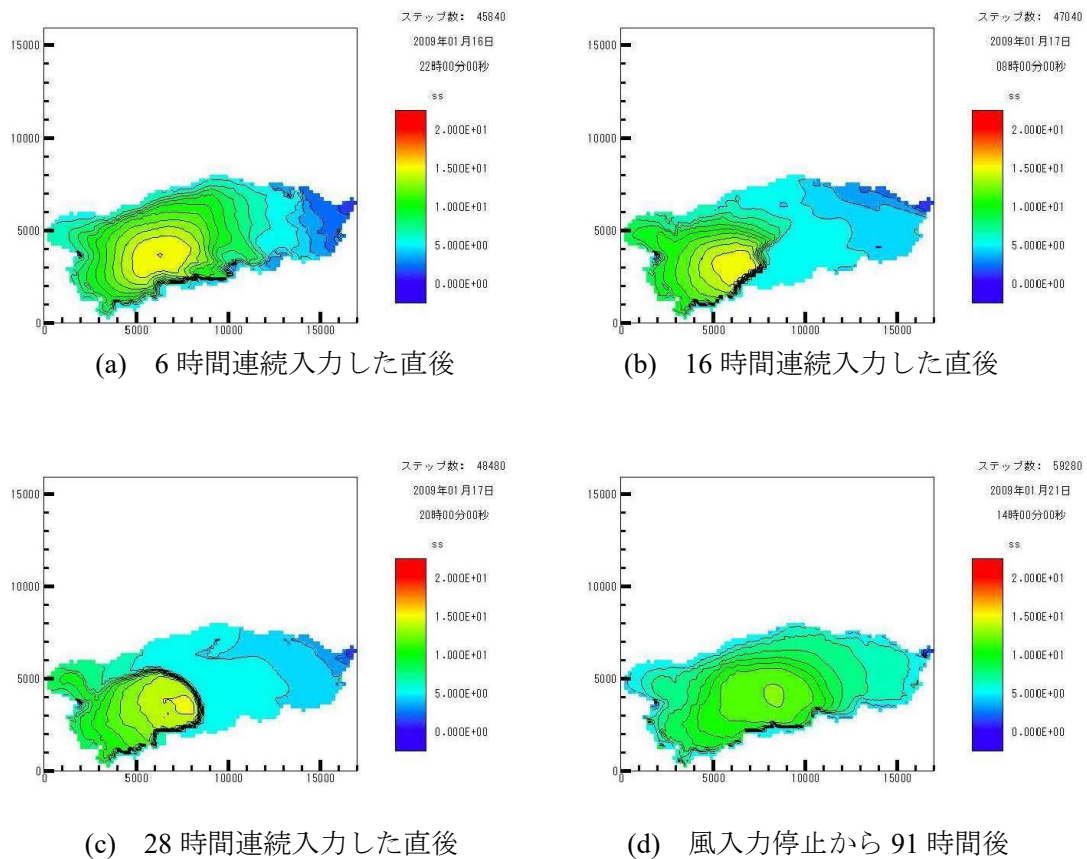 ステップ数： 45840
2009年01月16日
22時00分00秒
ss
2.000E+01
1.500E+01
1.000E+01
5.000E+00
0.000E+00
15000
10000
5000
0
0 5000 10000 15000
(a) 6 時間連続入力した直後
ステップ数： 47040
2009年01月17日
08時00分00秒
ss
2.000E+01
1.500E+01
1.000E+01
5.000E+00
0.000E+00
15000
10000
5000
0
0 5000 10000 15000
(b) 16 時間連続入力した直後
ステップ数： 48480
2009年01月17日
20時00分00秒
ss
2.000E+01
1.500E+01
1.000E+01
5.000E+00
0.000E+00
15000
10000
5000
0
0 5000 10000 15000
(c) 28 時間連続入力した直後
ステップ数： 59280
2009年01月21日
14時00分00秒
ss
2.000E+01
1.500E+01
1.000E+01
5.000E+00
0.000E+00
15000
10000
5000
0
0 5000 10000 15000
(d) 風入力停止から 91 時間後